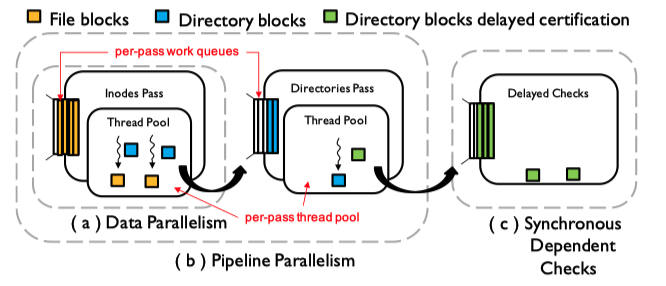 File blocks
Directory blocks
Directory blocks delayed certification
per-pass work queues
Inodes Pass
Directories Pass
Delayed Checks
Thread Pool
Thread Pool
per-pass thread pool
( a ) Data Parallelism
( b ) Pipeline Parallelism
( c ) Synchronous
Dependent
Checks